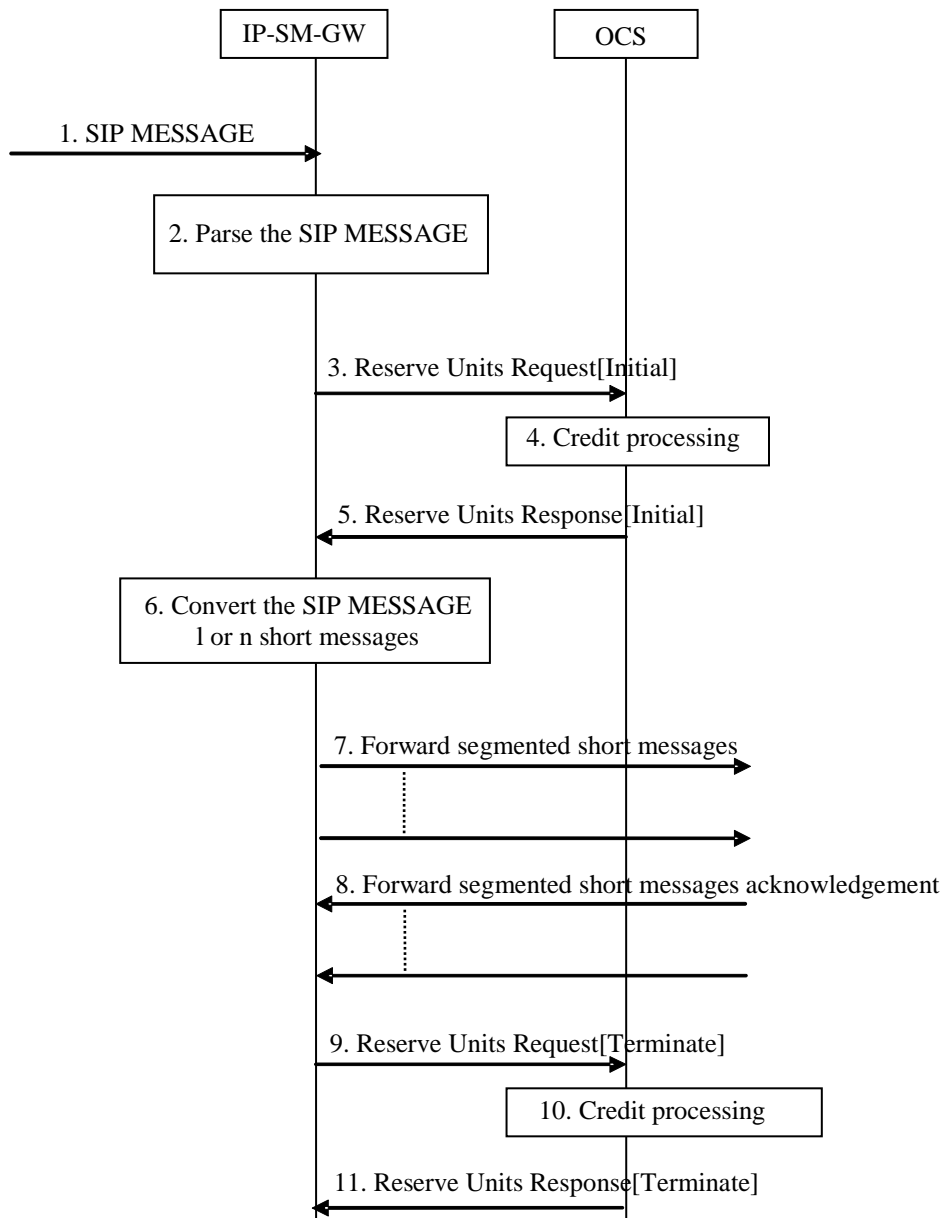 IP-SM-GW
OCS
1. SIP MESSAGE
2. Parse the SIP MESSAGE
3. Reserve Units Request[Initial]
4. Credit processing
5. Reserve Units Response[Initial]
6. Convert the SIP MESSAGE
l or n short messages
7. Forward segmented short messages
8. Forward segmented short messages acknowledgement
9. Reserve Units Request[Terminate]
10. Credit processing
11. Reserve Units Response[Terminate]